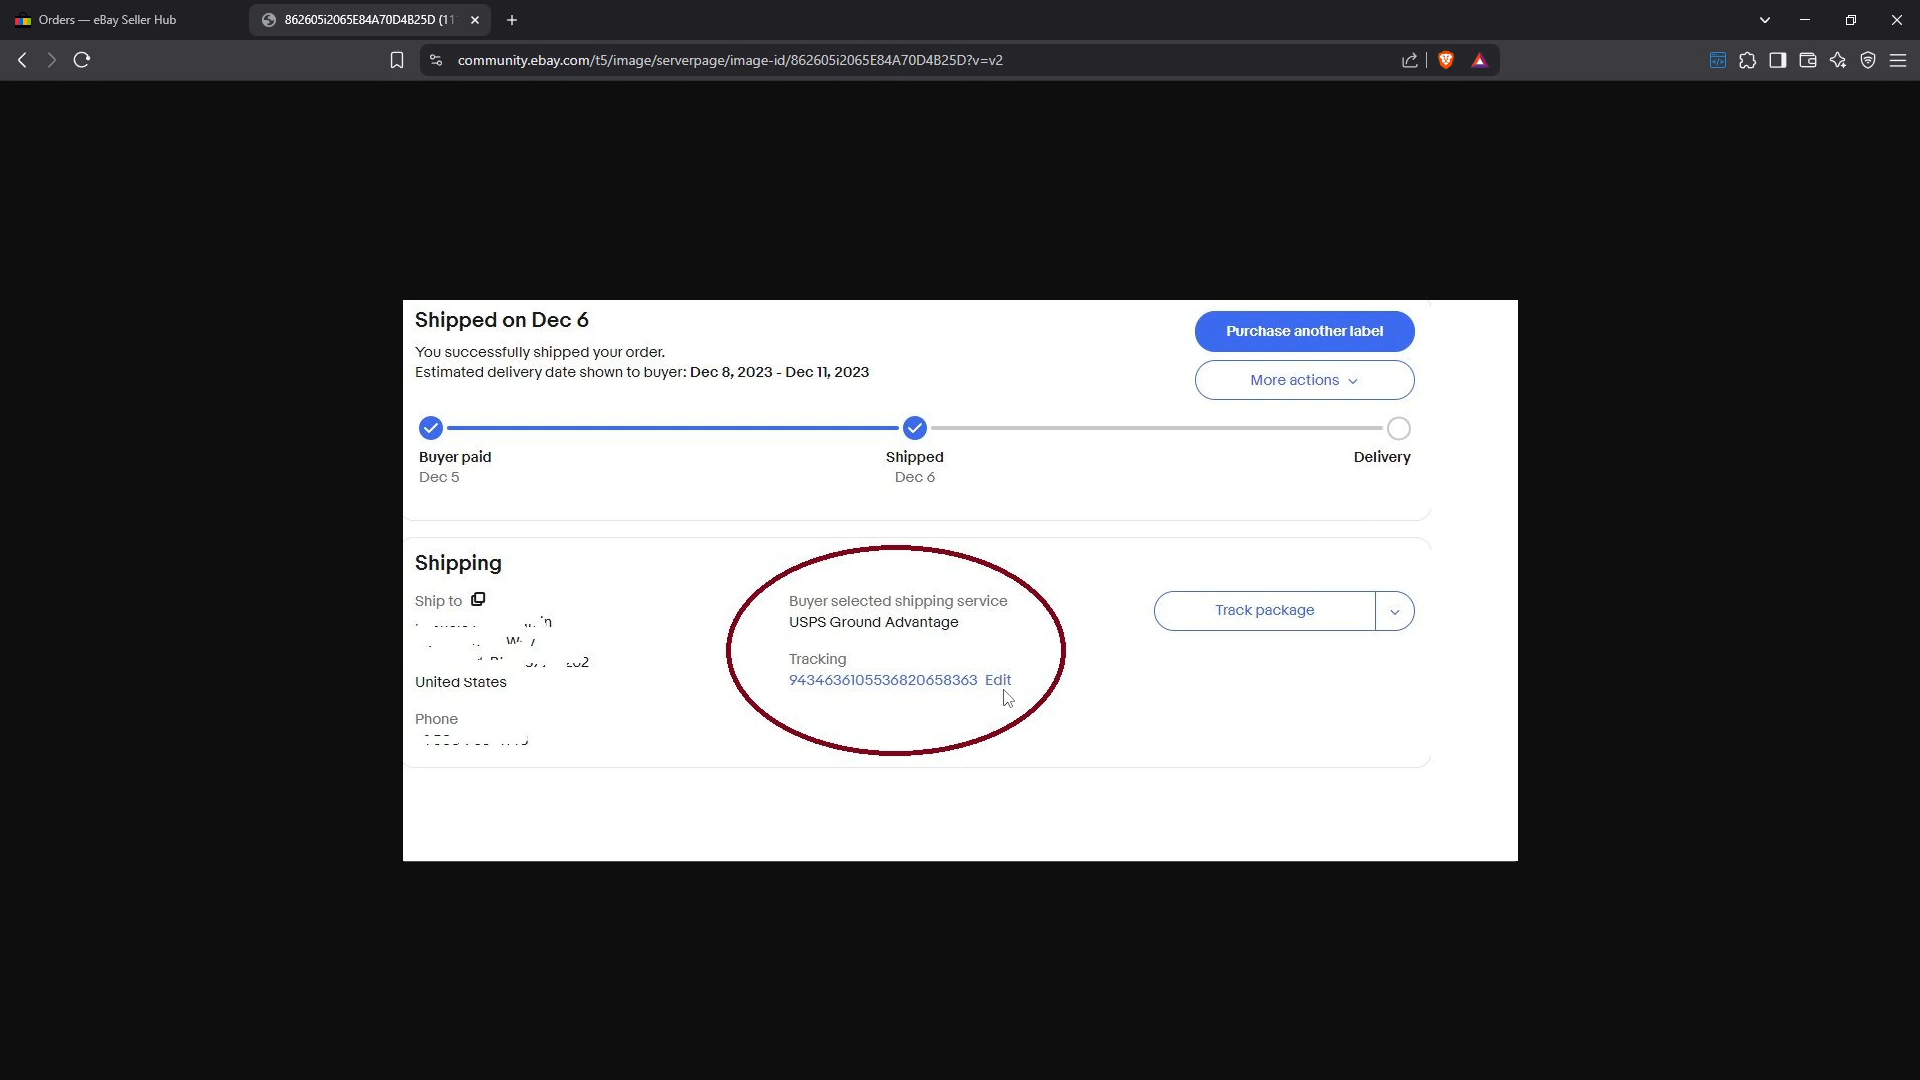 Orders — eBay Seller Hub
862605i2065E84A70D4B25D (11
community.ebay.com/t5/image/serverpage/image-id/862605i2065E84A70D4B25D?v=v2
Shipped on Dec 6
Purchase another label
You successfully shipped your order.
Estimated delivery date shown to buyer: Dec 8, 2023 - Dec 11, 2023
More actions
Buyer paid
Shipped
Delivery
Dec 5
Dec 6
Shipping
Ship to
Buyer selected shipping service
Track package
USPS Ground Advantage
Tracking
9434636105536820658363 Edit
United States
Phone